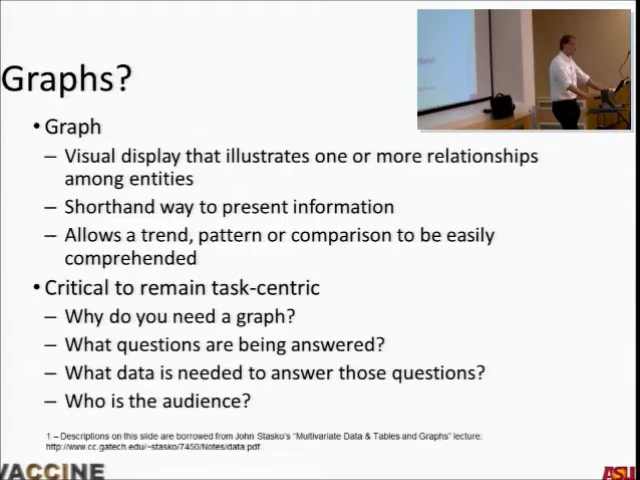 Graphs?
• Graph
– Visual display that illustrates one or more relationships
among entities
– Shorthand way to present information
– Allows a trend, pattern or comparison to be easily
comprehended
• Critical to remain task-centric
– Why do you need a graph?
– What questions are being answered?
– What data is needed to answer those questions?
– Who is the audience?
1 – Descriptions on this slide are borrowed from John Stasko's "Multivariate Data & Tables and Graphs" lecture:
http://www.cc.gatech.edu/~stasko/7450/Notes/data.pdf
VACCINE
ASU